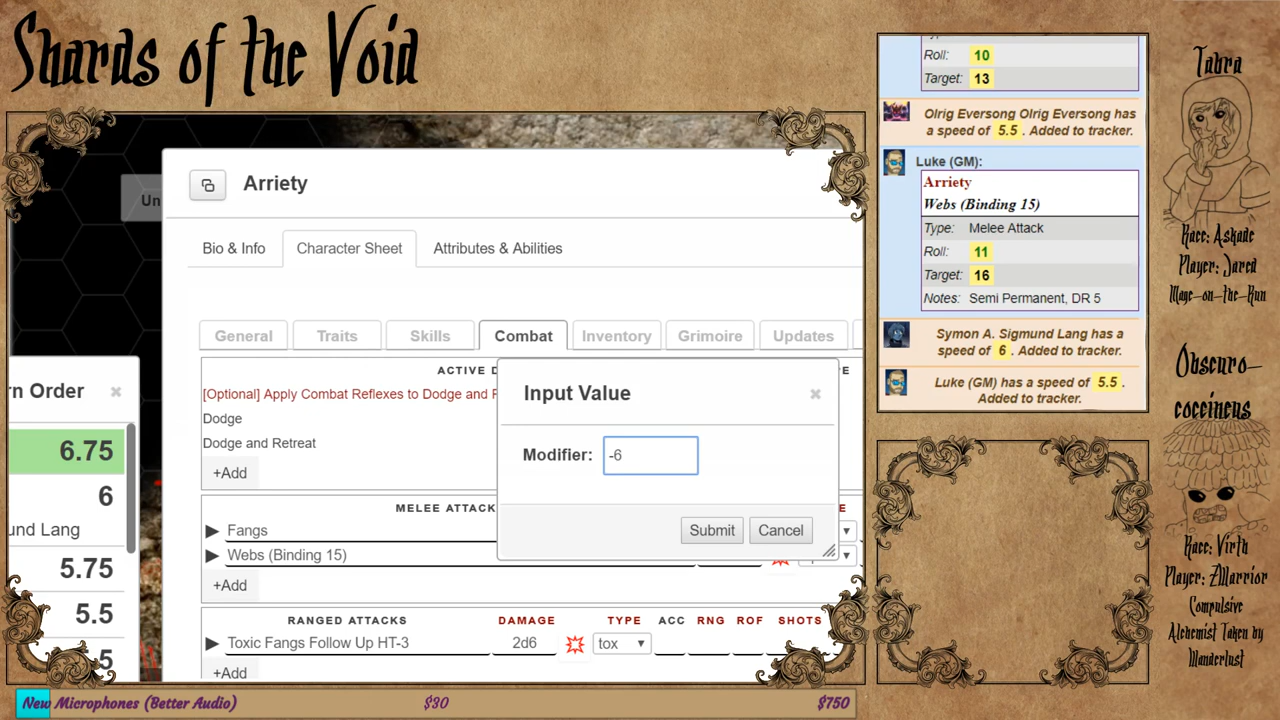 Shards of the Void
Un
Arriety
Bio & Info
Character Sheet
Attributes & Abilities
General
Traits
Skills
Combat
Inventory
Grimoire
Updates
ACTIVE D
[Optional] Apply Combat Reflexes to Dodge and P
Dodge
Dodge and Retreat
+Add
MELEE ATTACK
Fangs
Webs (Binding 15)
+Add
RANGED ATTACKS
DAMAGE
TYPE
ACC
RNG
ROF
SHOTS
Toxic Fangs Follow Up HT-3
2d6
tox
+Add
Input Value
Modifier:
-6
Submit
Cancel
rn Order
6.75
6
und Lang
5.75
5.5
5
Roll: 10
Target: 13
Olrig Eversong Olrig Eversong has
a speed of 5.5 . Added to tracker.
Luke (GM):
Arriety
Webs (Binding 15)
Type: Melee Attack
Roll: 11
Target: 16
Notes: Semi Permanent, DR 5
Symon A. Sigmund Lang has a
speed of 6 . Added to tracker.
Luke (GM) has a speed of 5.5 .
Added to tracker.
Tabra
Race: Askade
Player: Jared
Mage-on-the-Run
Obscuro-
coccineus
Race: Virth
Player: ZMarrior
Compulsive
Alchemist Taken by
Wanderlust
New Microphones (Better Audio)
$30
$750